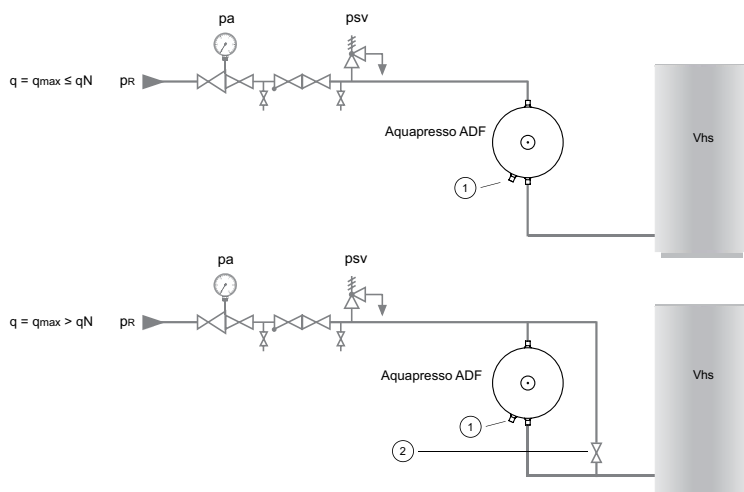 pa psv
q = qmax ≤ qN pR
Aquapresso ADF Vhs
1
pa psv
q = qmax > qN pR
Aquapresso ADF Vhs
1
2